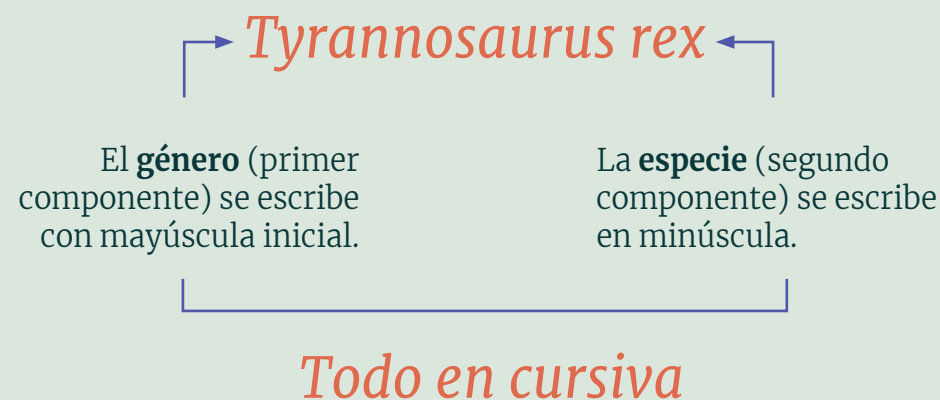 Tyrannosaurus rex
El género (primer
componente) se escribe
con mayúscula inicial.
La especie (segundo
componente) se escribe
en minúscula.
Todo en cursiva